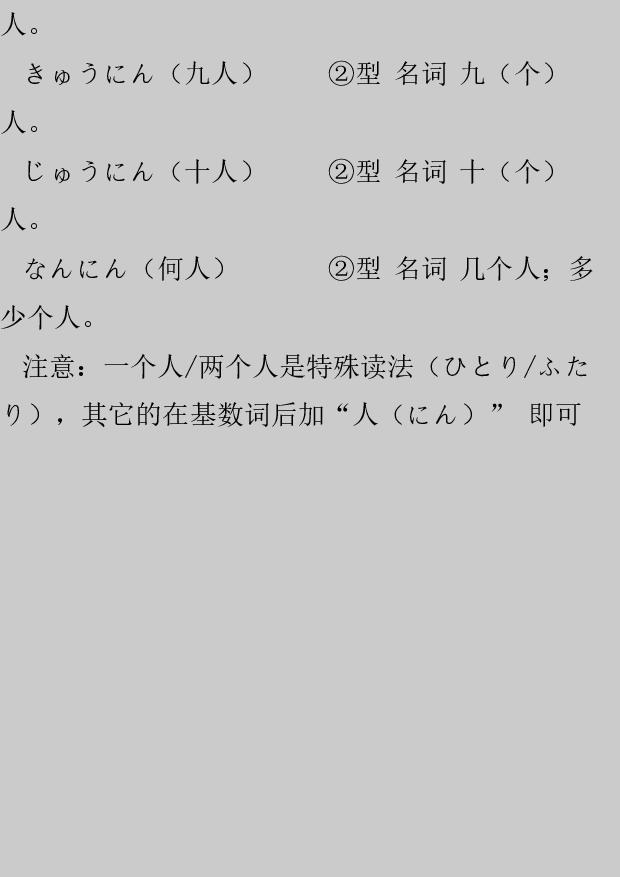 人。
きゅうにん（九人） ②型 名词 九（个）
人。
じゅうにん（十人） ②型 名词 十（个）
人。
なんにん（何人） ②型 名词 几个人；多
少个人。
注意：一个人/两个人是特殊读法（ひとり/ふた
り），其它的在基数词后加“人（にん）” 即可